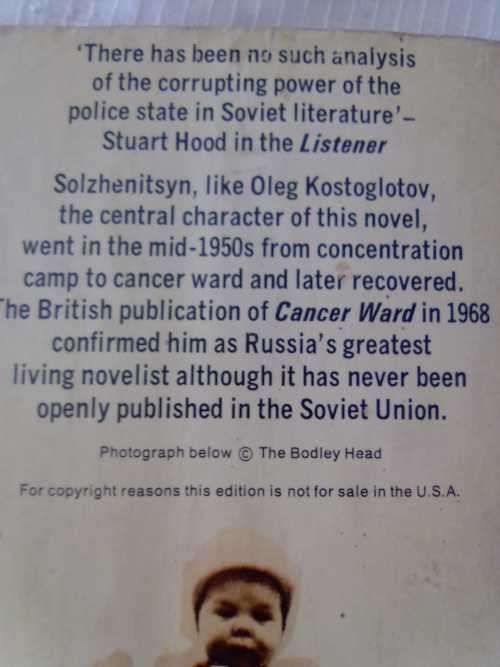 ‘There has been no such analysis
of the corrupting power of the
police state in Soviet literature’–
Stuart Hood in the Listener
Solzhenitsyn, like Oleg Kostoglotov,
the central character of this novel,
went in the mid-1950s from concentration
camp to cancer ward and later recovered.
The British publication of Cancer Ward in 1968
confirmed him as Russia’s greatest
living novelist although it has never been
openly published in the Soviet Union.
Photograph below © The Bodley Head
For copyright reasons this edition is not for sale in the U.S.A.